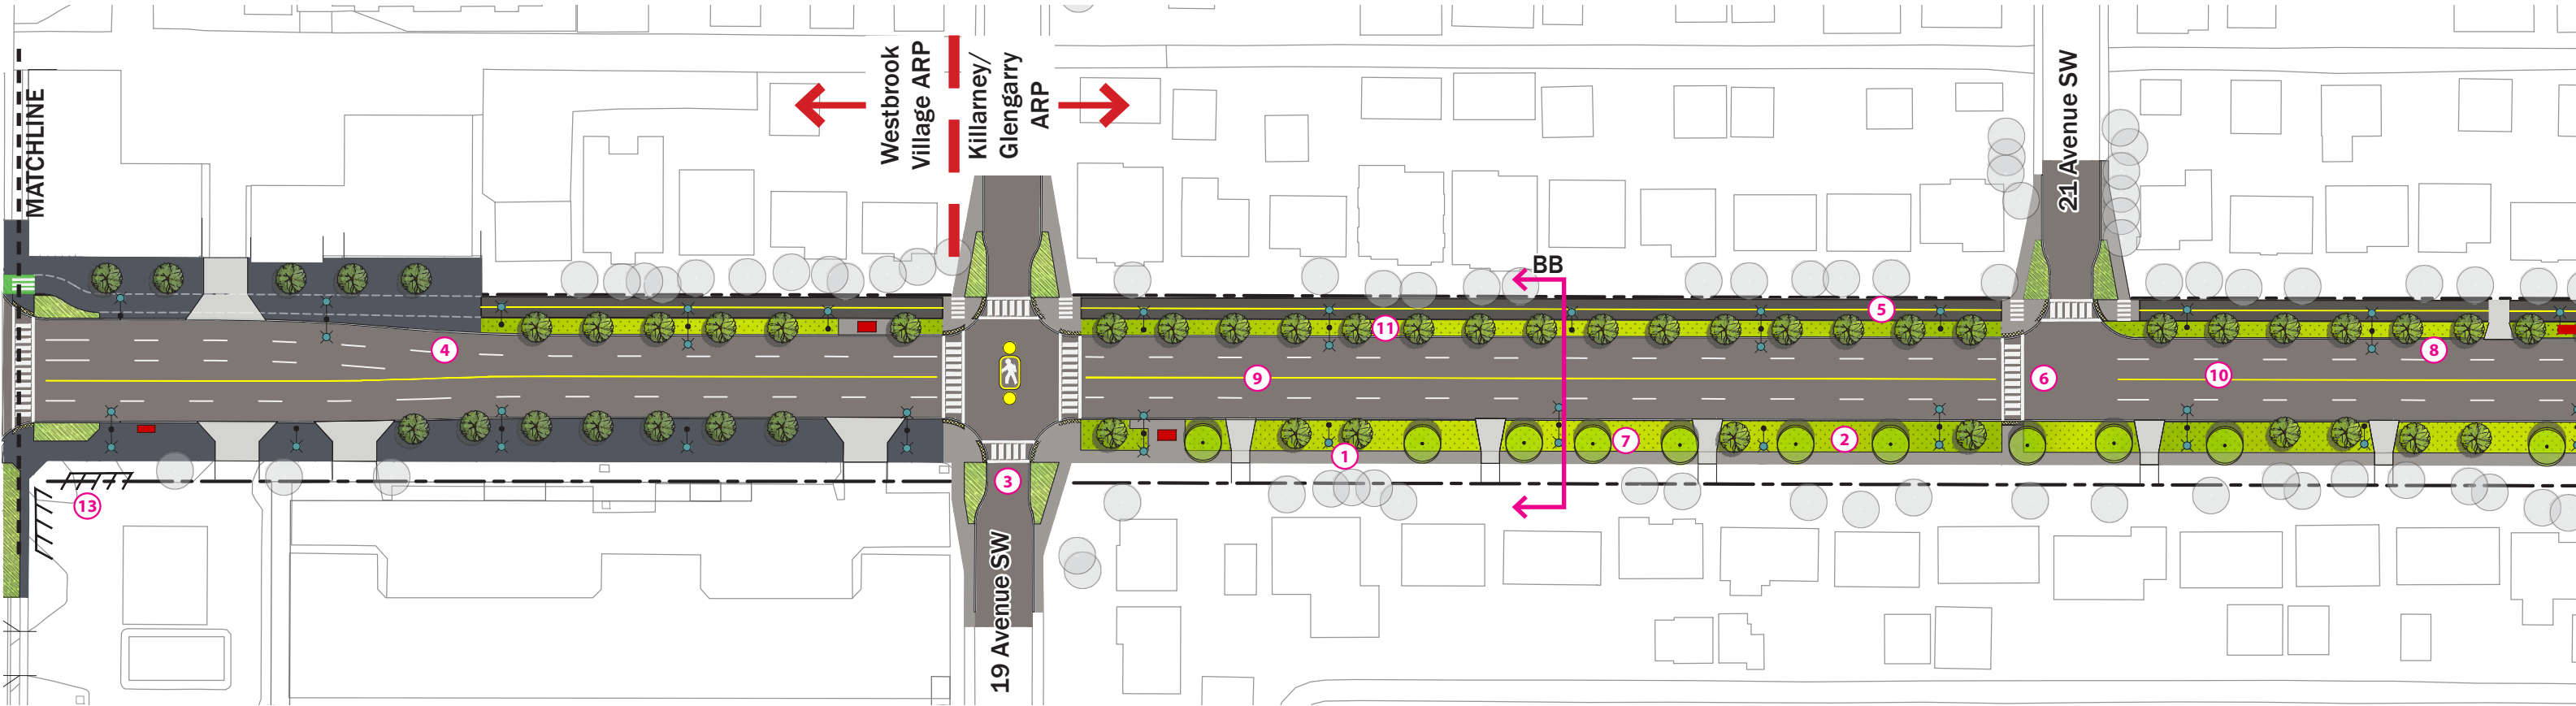 MATCHLINE
Westbrook
Village ARP
Killarney/
Glengarry
ARP
21 Avenue SW
BB
5
11
4
9
6
10
8
7
2
1
3
13
19 Avenue SW